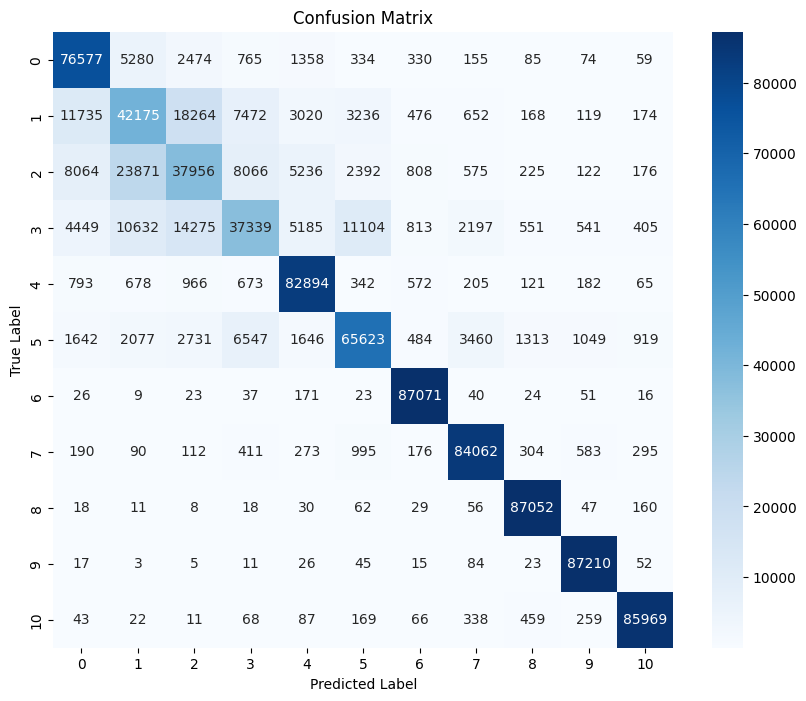 Confusion Matrix
0 76577 5280 2474 765 1358 334 330 155 85 74 59
1 11735 42175 18264 7472 3020 3236 476 652 168 119 174
2 8064 23871 37956 8066 5236 2392 808 575 225 122 176
3 4449 10632 14275 37339 5185 11104 813 2197 551 541 405
4 793 678 966 673 82894 342 572 205 121 182 65
5 1642 2077 2731 6547 1646 65623 484 3460 1313 1049 919
6 26 9 23 37 171 23 87071 40 24 51 16
7 190 90 112 411 273 995 176 84062 304 583 295
8 18 11 8 18 30 62 29 56 87052 47 160
9 17 3 5 11 26 45 15 84 23 87210 52
10 43 22 11 68 87 169 66 338 459 259 85969
0 1 2 3 4 5 6 7 8 9 10
Predicted Label
True Label
80000
70000
60000
50000
40000
30000
20000
10000